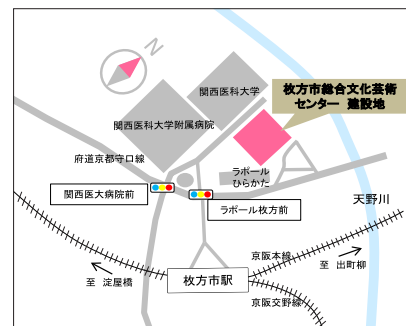 N
関西医科大学
枚方市総合文化芸術
センター 建設地
関西医科大学附属病院
府道京都守口線
ラポール
ひらかた
関西医大病院前
ラポール枚方前
天野川
京阪本線
至 淀屋橋
枚方市駅
至 出町柳
京阪交野線